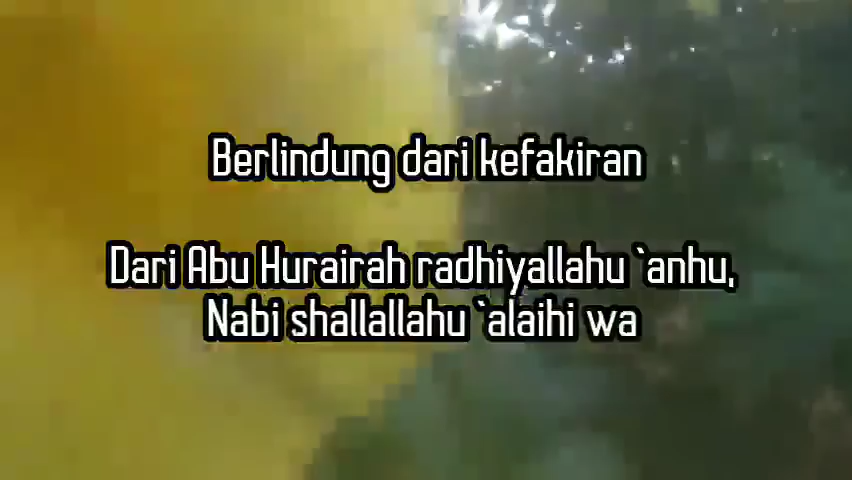 Berlindung dari kefakiran
Dari Abu Hurairah radhiyallahu `anhu,
Nabi shallallahu `alaihi wa